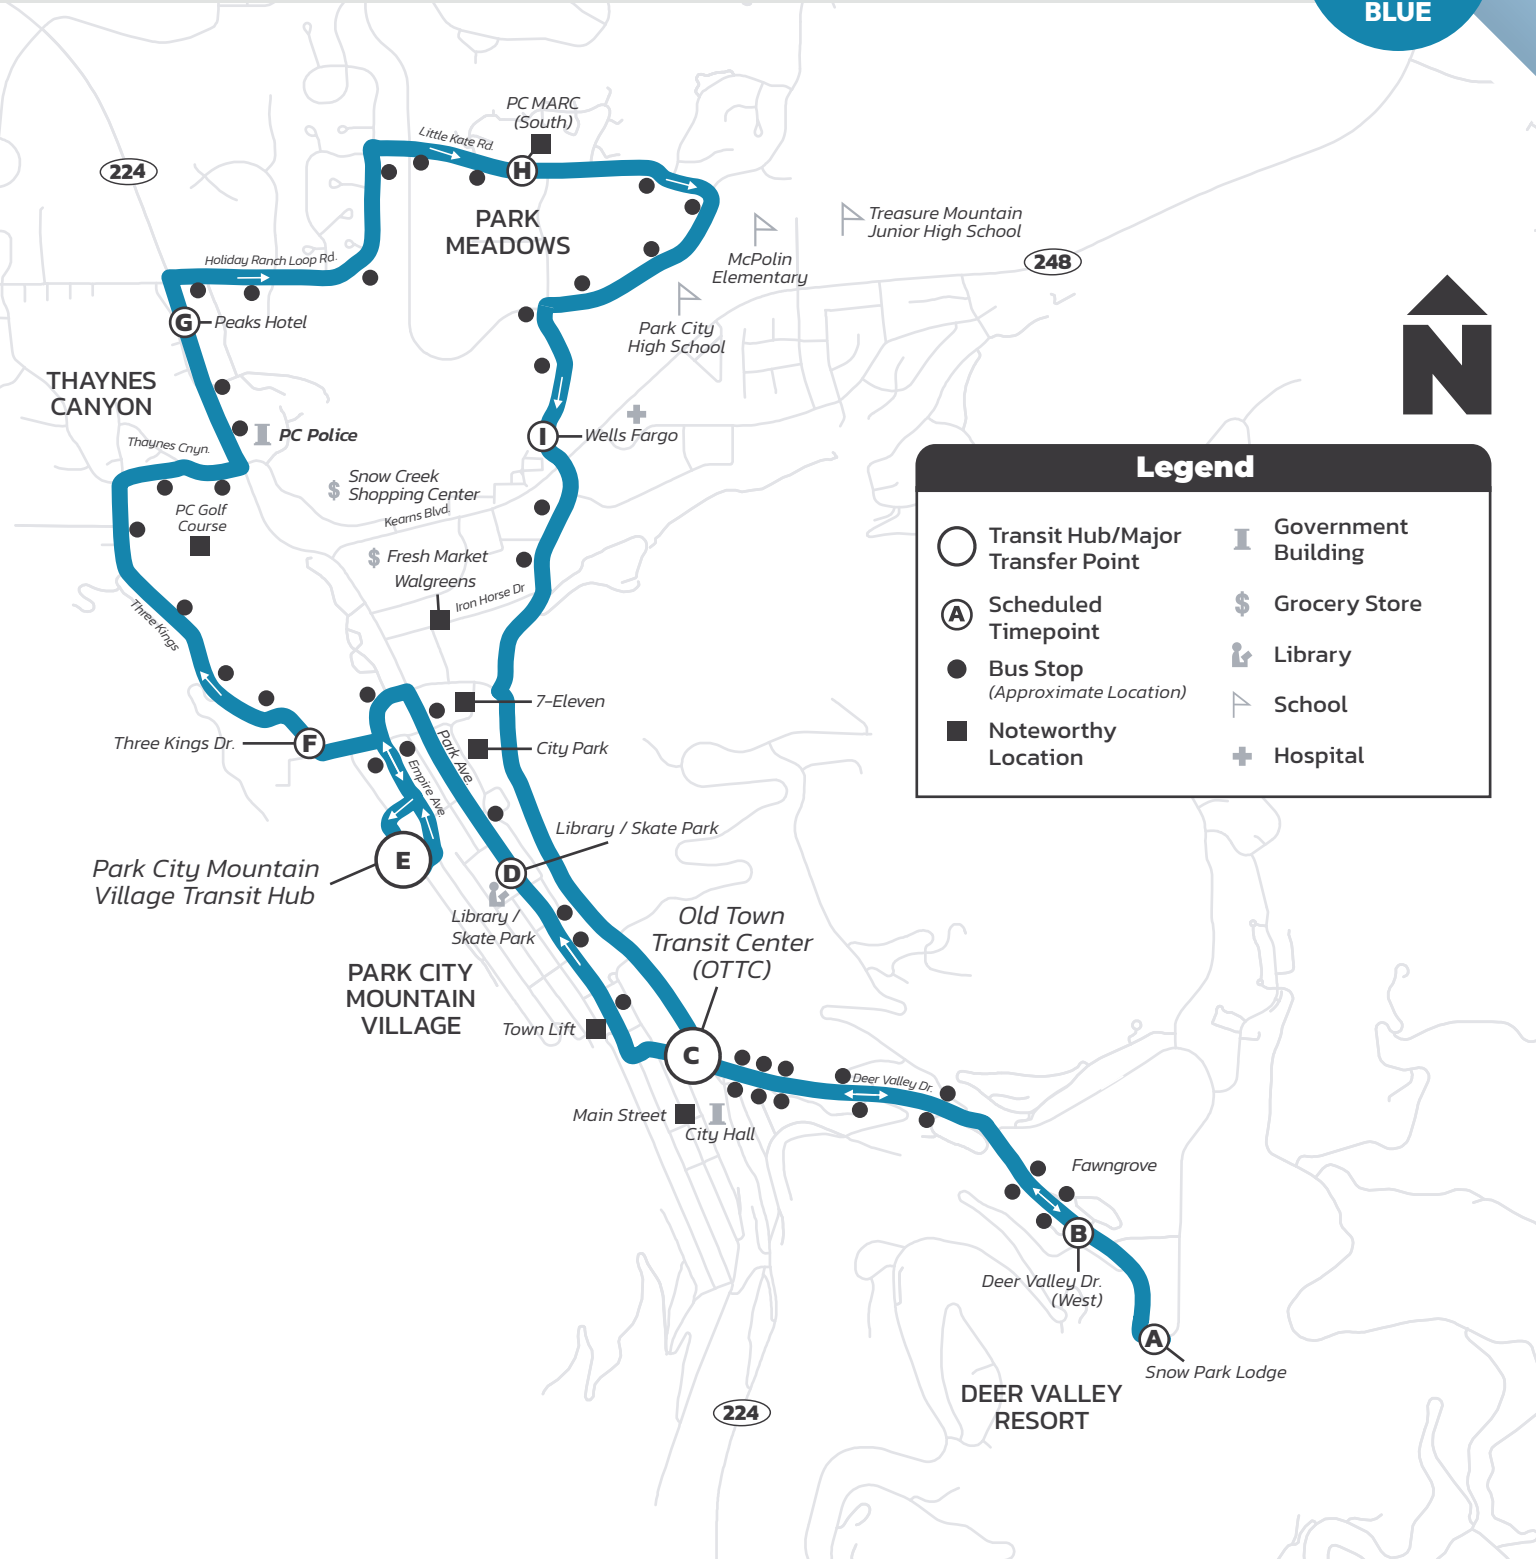 BLUE
PC MARC
(South)
Little Kate Rd.
H
224
PARK
MEADOWS
Treasure Mountain
Junior High School
McPolin
Elementary
248
Holiday Ranch Loop Rd.
G
Peaks Hotel
Park City
High School
N
THAYNES
CANYON
PC Police
I
Wells Fargo
Thaynes Cnyn.
Snow Creek
Shopping Center
$
Kearns Blvd.
PC Golf
Course
$
Fresh Market
Walgreens
Iron Horse Dr
Three Kings
7-Eleven
City Park
Park Ave.
Empire Ave.
Three Kings Dr.
F
Library / Skate Park
E
D
Park City Mountain
Village Transit Hub
Library /
Skate Park
Old Town
Transit Center
(OTTC)
PARK CITY
MOUNTAIN
VILLAGE
Town Lift
C
Deer Valley Dr.
Main Street
City Hall
Fawngrove
B
Deer Valley Dr.
(West)
A
Snow Park Lodge
DEER VALLEY
RESORT
224
Legend
Transit Hub/Major
Transfer Point
A
Scheduled
Timepoint
Bus Stop
(Approximate Location)
Noteworthy
Location
Government
Building
$
Grocery Store
Library
School
Hospital